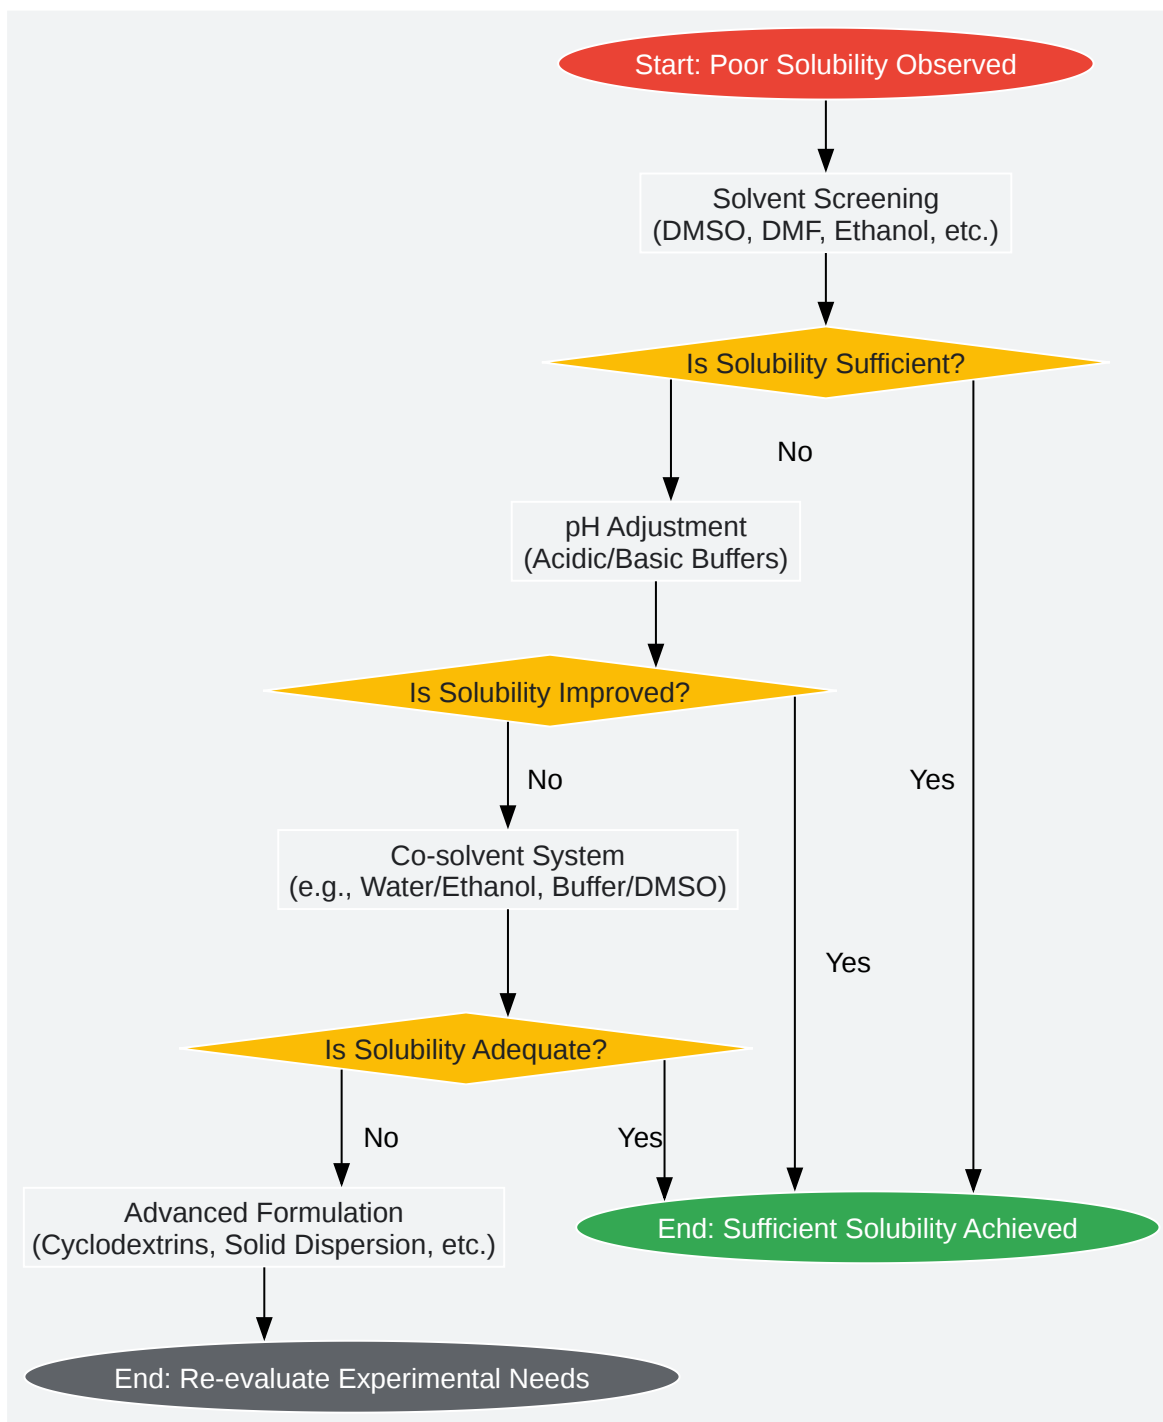 Start: Poor Solubility Observed
Solvent Screening
(DMSO, DMF, Ethanol, etc.)
Is Solubility Sufficient?
No
pH Adjustment
(Acidic/Basic Buffers)
Is Solubility Improved?
No
Yes
Co-solvent System
(e.g., Water/Ethanol, Buffer/DMSO)
Yes
Is Solubility Adequate?
No
Yes
Advanced Formulation
(Cyclodextrins, Solid Dispersion, etc.)
End: Sufficient Solubility Achieved
End: Re-evaluate Experimental Needs